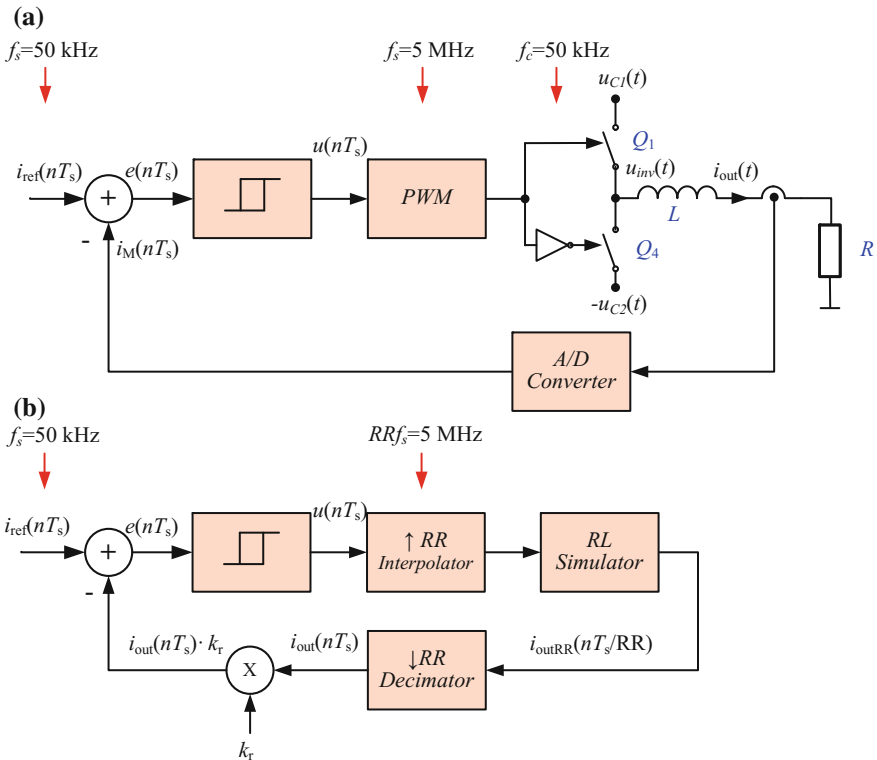 (a)
fs=50 kHz
fs=5 MHz
fc=50 kHz
uC1(t)
iref(nTs)
e(nTs)
u(nTs)
Q1
+
PWM
uinv(t)
iout(t)
-
iM(nTs)
L
Q4
R
-uC2(t)
A/D
Converter
(b)
fs=50 kHz
RRfs=5 MHz
iref(nTs)
e(nTs)
u(nTs)
+
↑ RR
Interpolator
RL
Simulator
-
iout(nTs)· kr
iout(nTs)
ioutRR(nTs/RR)
X
↓RR
Decimator
kr